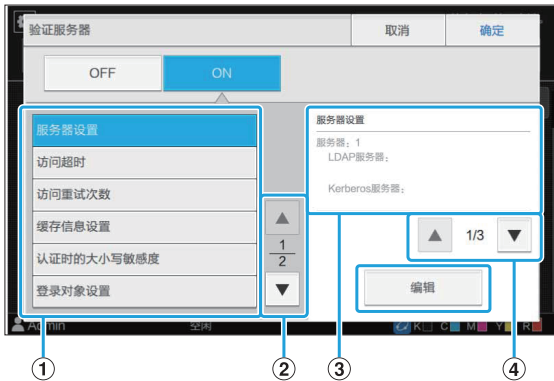 验证服务器
取消
确定
OFF
ON
服务器设置
访问超时
访问重试次数
缓存信息设置
认证时的大小写敏感度
登录对象设置
1
2
服务器设置
服务器：1
LDAP服务器：
Kerberos服务器：
1/3
编辑
Admin
空闲
K
C
M
Y
R
1
2
3
4